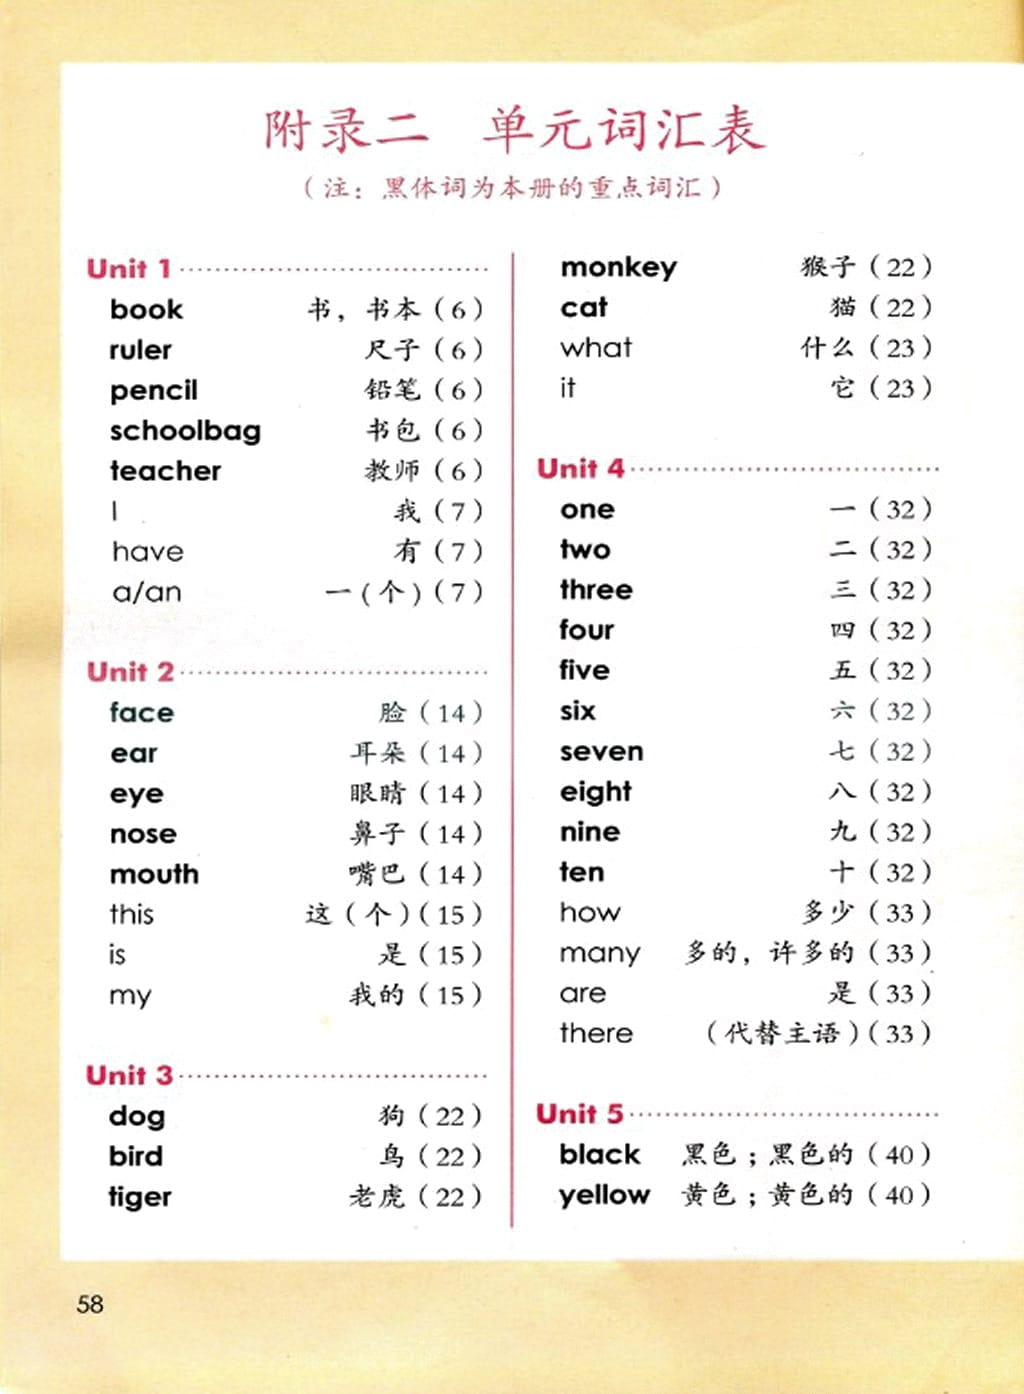 附录二 单元词汇表
（注：黑体词为本册的重点词汇）
Unit 1
book 书，书本（6）
ruler 尺子（6）
pencil 铅笔（6）
schoolbag 书包（6）
teacher 教师（6）
I 我（7）
have 有（7）
a/an 一（个）（7）
Unit 2
face 脸（14）
ear 耳朵（14）
eye 眼睛（14）
nose 鼻子（14）
mouth 嘴巴（14）
this 这（个）（15）
is 是（15）
my 我的（15）
Unit 3
dog 狗（22）
bird 鸟（22）
tiger 老虎（22）
monkey 猴子（22）
cat 猫（22）
what 什么（23）
it 它（23）
Unit 4
one 一（32）
two 二（32）
three 三（32）
four 四（32）
five 五（32）
six 六（32）
seven 七（32）
eight 八（32）
nine 九（32）
ten 十（32）
how 多少（33）
many 多的，许多的（33）
are 是（33）
there （代替主语）（33）
Unit 5
black 黑色；黑色的（40）
yellow 黄色；黄色的（40）
58